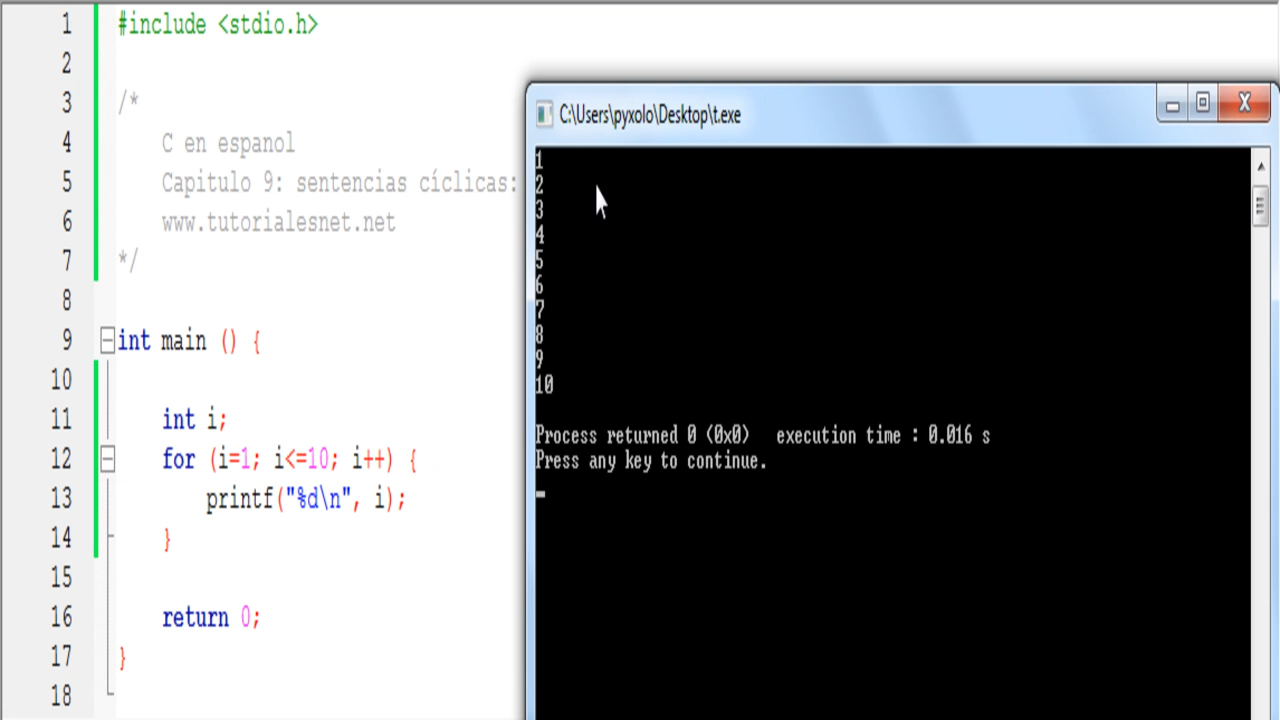 1 #include <stdio.h>
2
3 /*
4 C en espanol
5 Capitulo 9: sentencias cíclicas:
6 www.tutorialesnet.net
7 */
8
9 int main () {
10
11 int i;
12 for (i=1; i<=10; i++) {
13 printf("%d\n", i);
14 }
15
16 return 0;
17 }
18
C:\Users\pyxolo\Desktop\t.exe
1
2
3
4
5
6
7
8
9
10
Process returned 0 (0x0) execution time : 0.016 s
Press any key to continue.